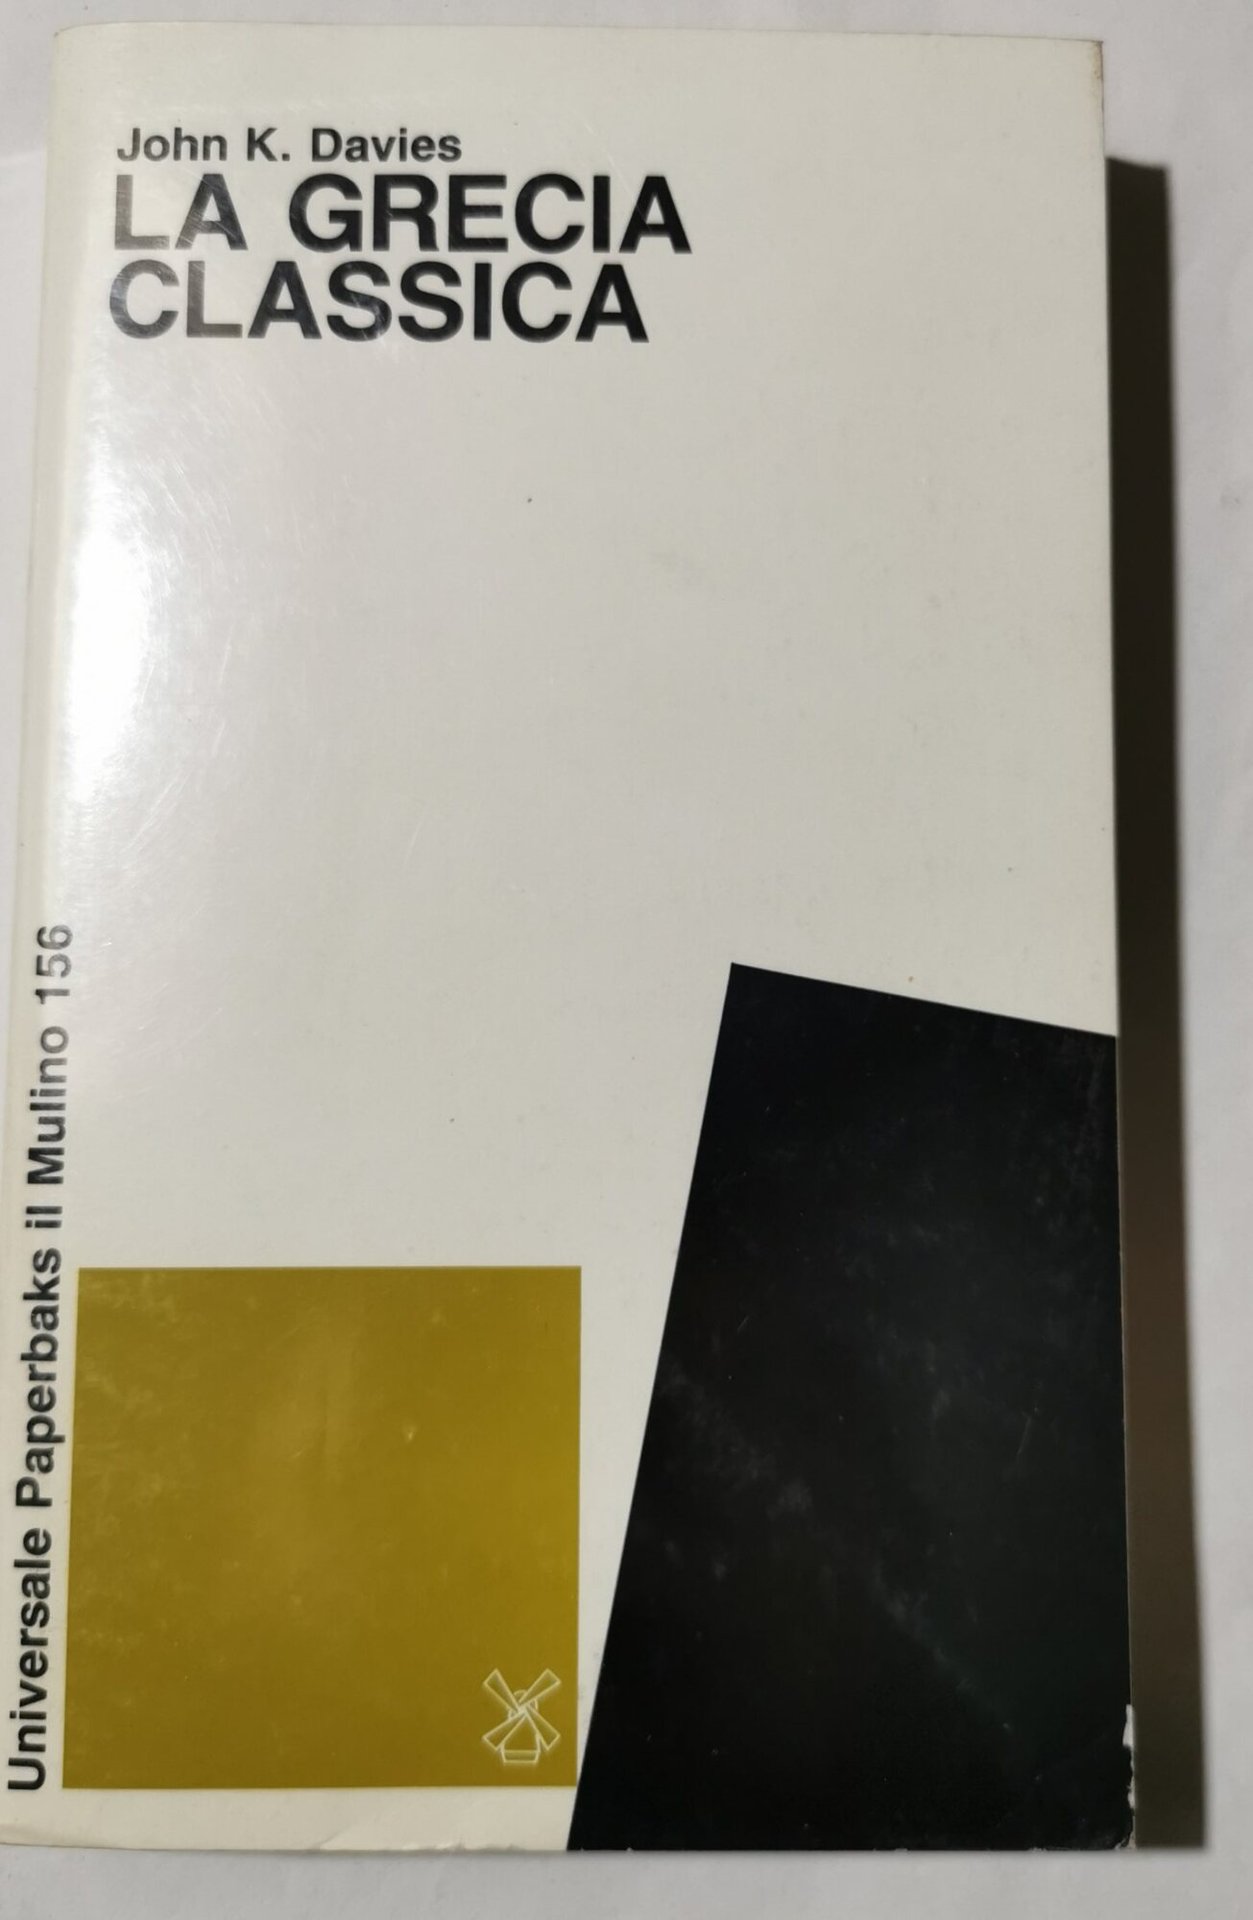 John K. Davies
LA GRECIA
CLASSICA
Universale Paperbaks il Mulino 156